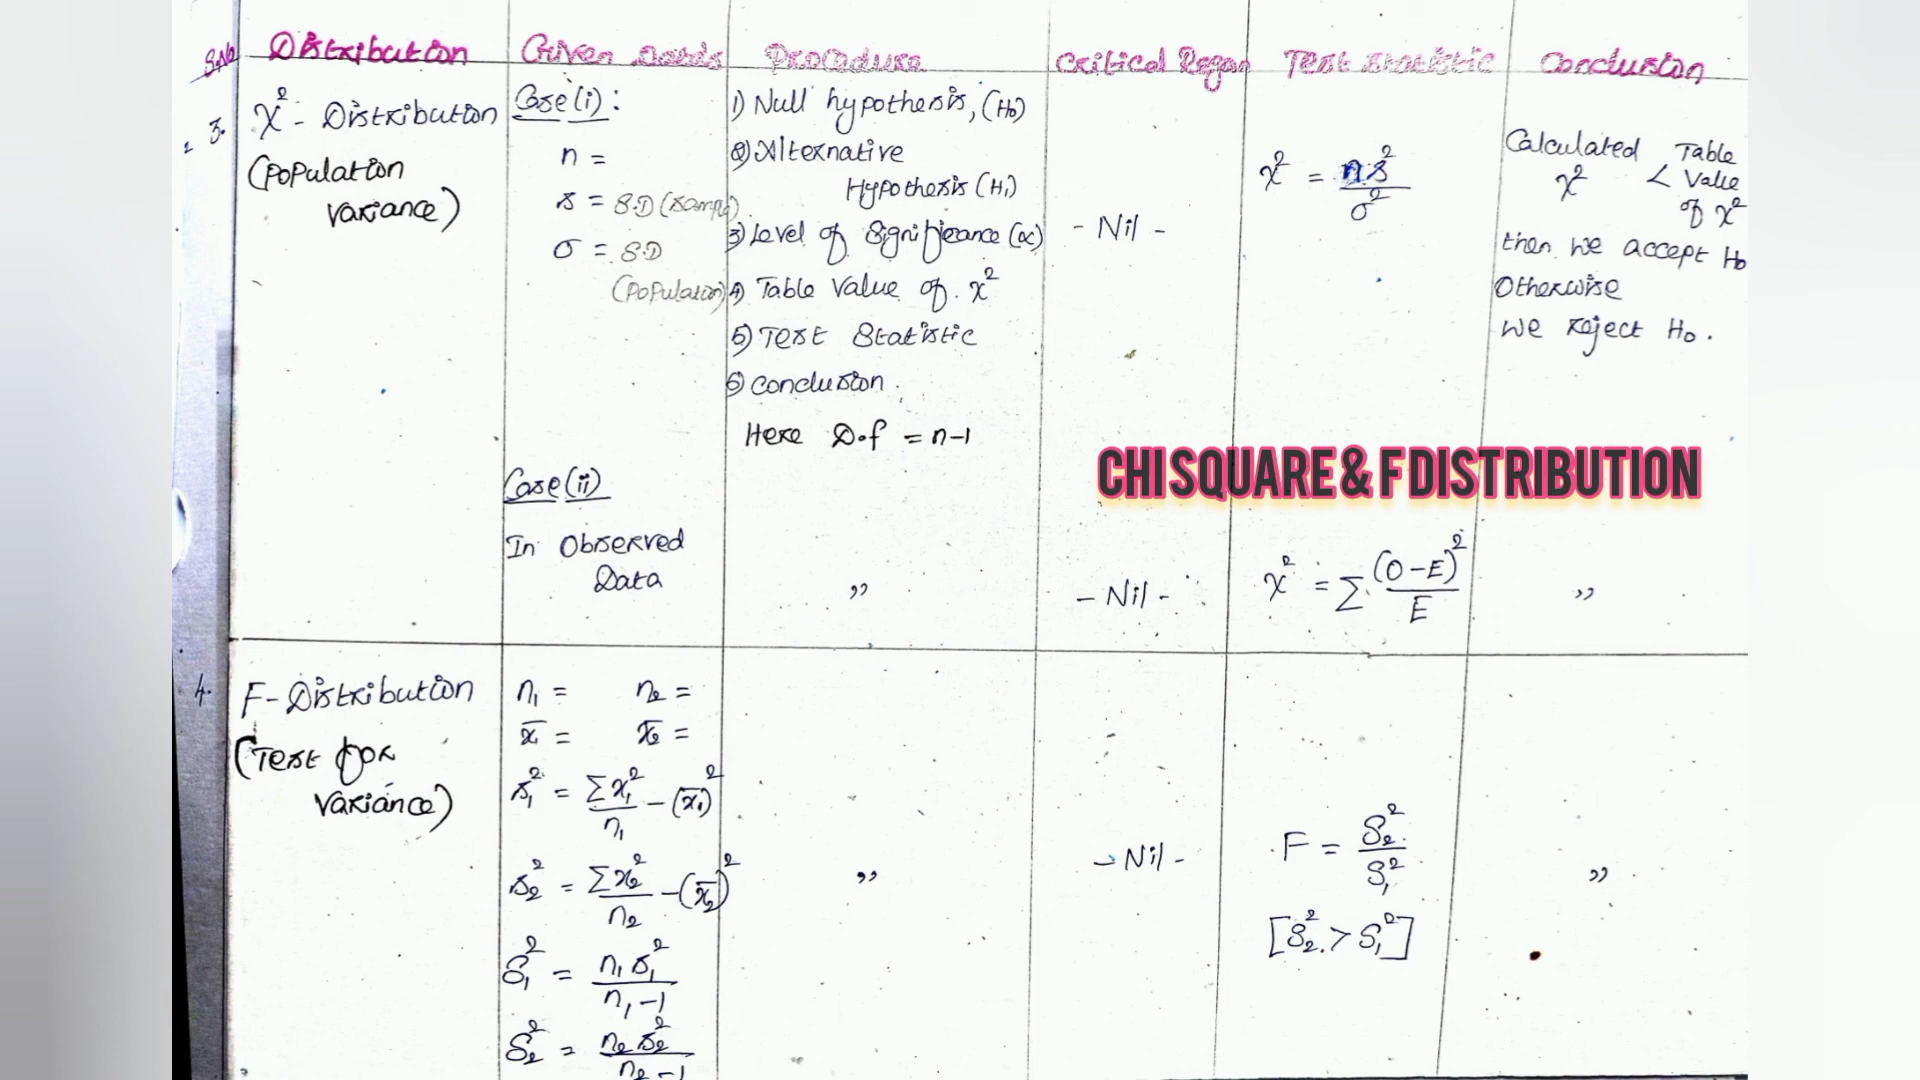 S.No Distribution Given Data's Procedure Critical Region Test Statistic Conclusion
3. χ² - Distribution
(Population
variance)
Case(i):
n =
s = S.D (sample)
σ = S.D
(Population)
1) Null hypothesis, (H₀)
2) Alternative
Hypothesis (H₁)
3) Level of Significance (α)
4) Table Value of χ²
5) Test Statistic
6) Conclusion.
Here D.f = n-1
- Nil -
χ² = ns²/σ²
Calculated χ² < Table Value of χ²
then we accept H₀
Otherwise
We reject H₀.
CHI SQUARE & F DISTRIBUTION
Case(ii)
In Observed
Data
,,
- Nil -
χ² = Σ (O-E)²/E
,,
4. F-Distribution
(Test for
variance)
n₁ = n₂ =
x̄₁ = x̄₂ =
s₁² = Σx₁²/n₁ - (x̄₁)²
s₂² = Σx₂²/n₂ - (x̄₂)²
S₁² = n₁s₁²/n₁-1
S₂² = n₂s₂²/n₂-1
,,
- Nil -
F = S₂²/S₁²
[S₂² > S₁²]
,,